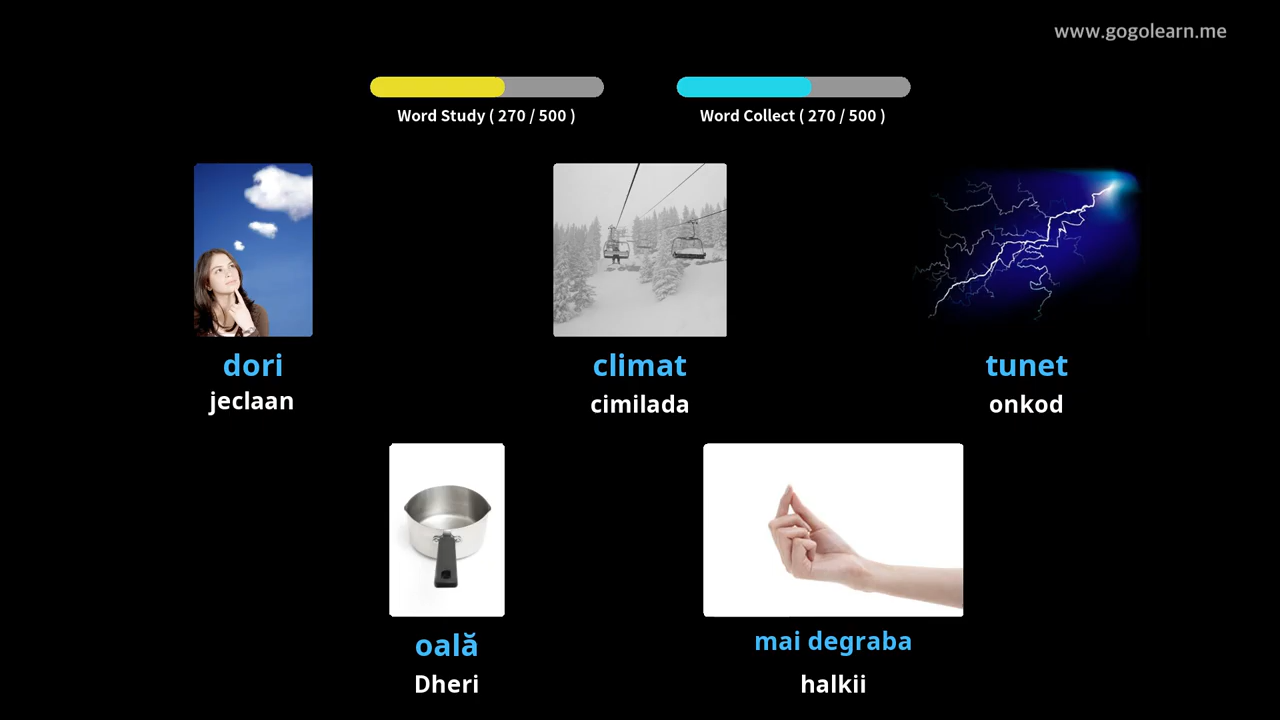 www.gogolearn.me
Word Study ( 270 / 500 )
Word Collect ( 270 / 500 )
dori
jeclaan
climat
cimilada
tunet
onkod
oală
Dheri
mai degraba
halkii